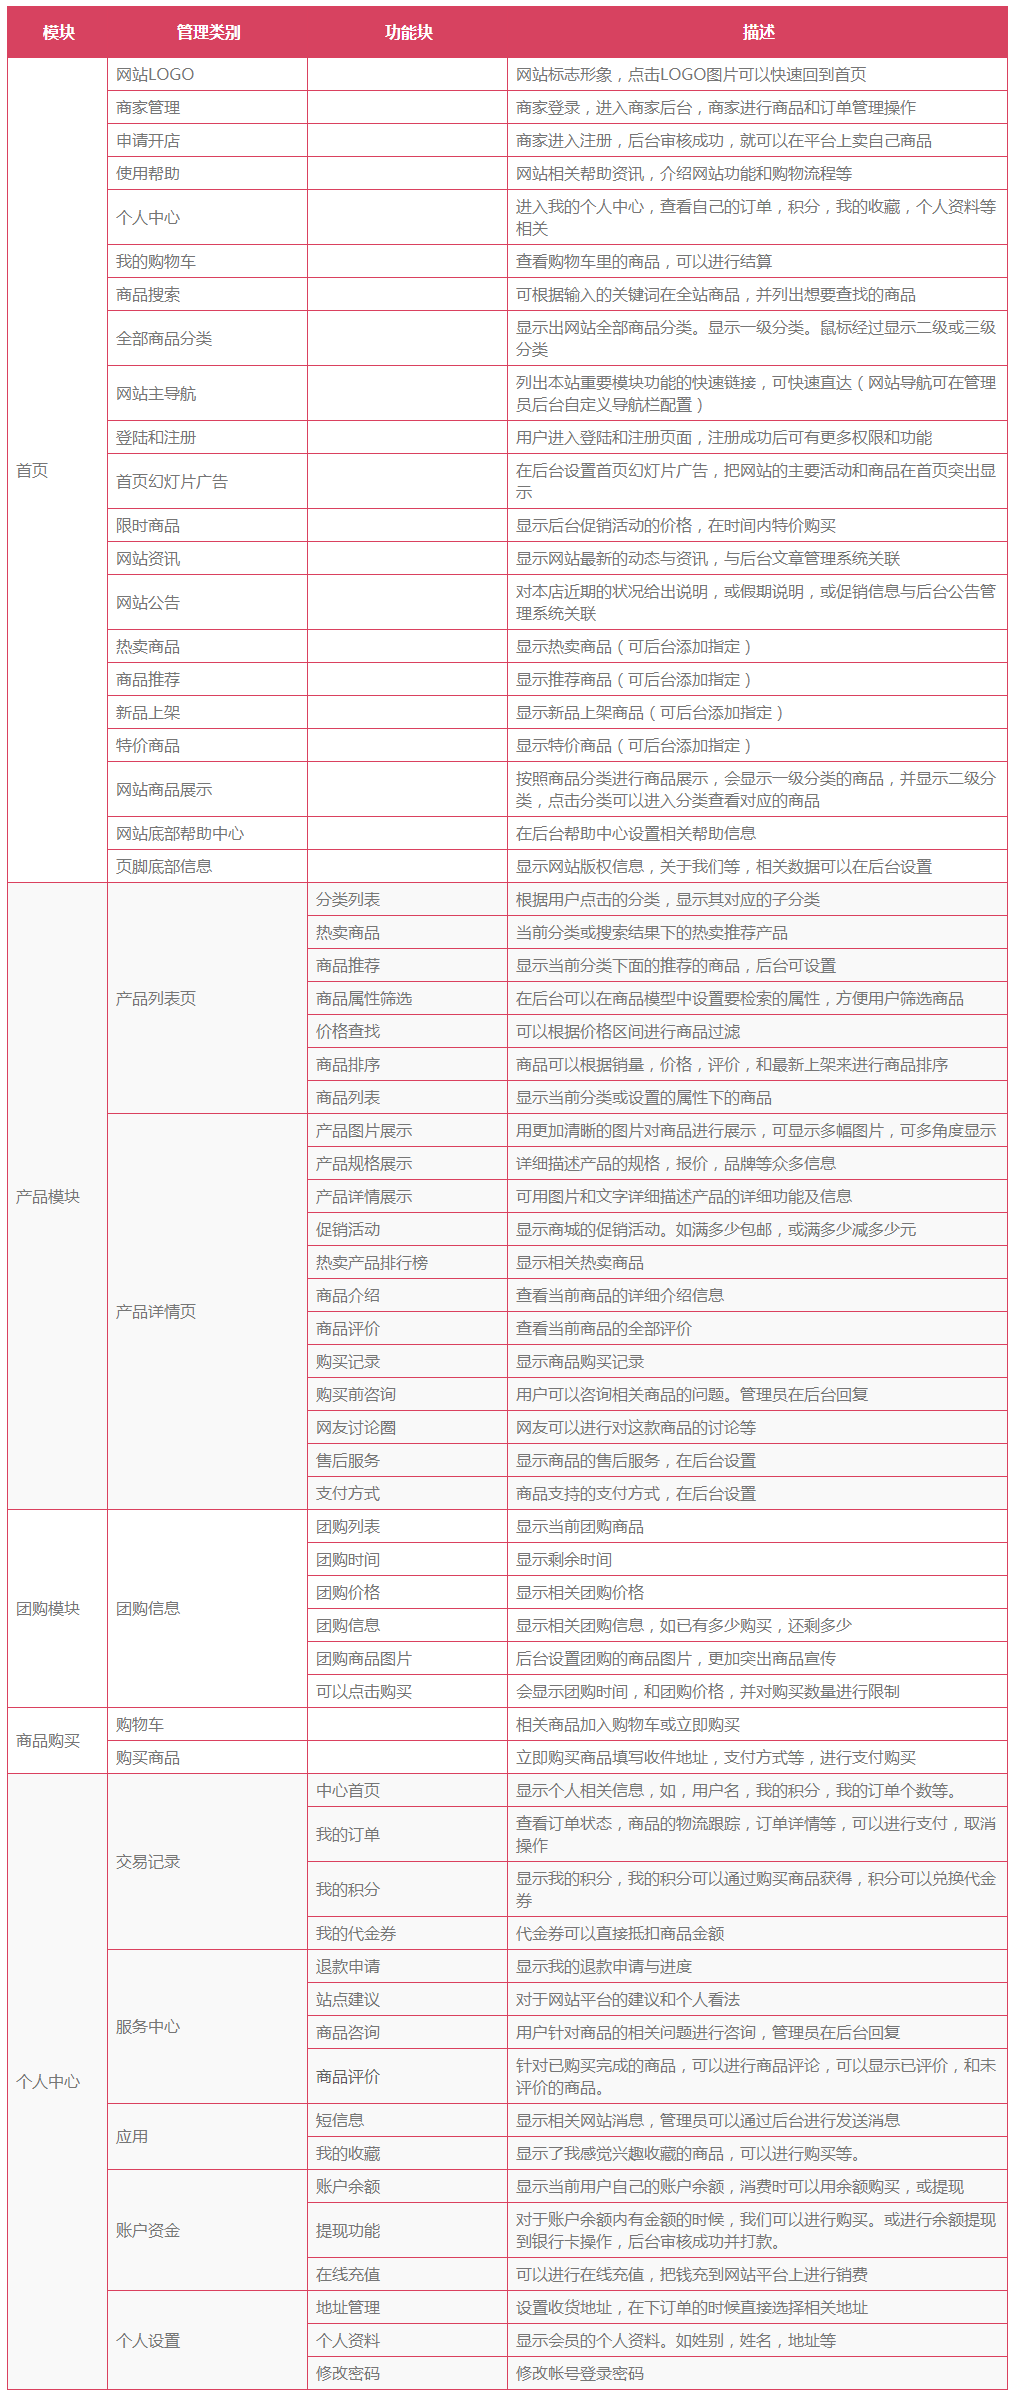 模块 管理类别 功能块 描述
首页
网站LOGO 网站标志形象，点击LOGO图片可以快速回到首页
商家管理 商家登录，进入商家后台，商家进行商品和订单管理操作
申请开店 商家进入注册，后台审核成功，就可以在平台上卖自己商品
使用帮助 网站相关帮助资讯，介绍网站功能和购物流程等
个人中心 进入我的个人中心，查看自己的订单，积分，我的收藏，个人资料等
相关
我的购物车 查看购物车里的商品，可以进行结算
商品搜索 可根据输入的关键词在全站商品，并列出想要查找的商品
全部商品分类 显示出网站全部商品分类。显示一级分类。鼠标经过显示二级或三级
分类
网站主导航 列出本站重要模块功能的快速链接，可快速直达（网站导航可在管理
员后台自定义导航栏配置）
登陆和注册 用户进入登陆和注册页面，注册成功后可有更多权限和功能
首页幻灯片广告 在后台设置首页幻灯片广告，把网站的主要活动和商品在首页突出显
示
限时商品 显示后台促销活动的价格，在时间内特价购买
网站资讯 显示网站最新的动态与资讯，与后台文章管理系统关联
网站公告 对本店近期的状况给出说明，或假期说明，或促销信息与后台公告管
理系统关联
热卖商品 显示热卖商品（可后台添加指定）
商品推荐 显示推荐商品（可后台添加指定）
新品上架 显示新品上架商品（可后台添加指定）
特价商品 显示特价商品（可后台添加指定）
网站商品展示 按照商品分类进行商品展示，会显示一级分类的商品，并显示二级分
类，点击分类可以进入分类查看对应的商品
网站底部帮助中心 在后台帮助中心设置相关帮助信息
页脚底部信息 显示网站版权信息，关于我们等，相关数据可以在后台设置
产品模块
产品列表页
分类列表 根据用户点击的分类，显示其对应的子分类
热卖商品 当前分类或搜索结果下的热卖推荐产品
商品推荐 显示当前分类下面的推荐的商品，后台可设置
商品属性筛选 在后台可以在商品模型中设置要检索的属性，方便用户筛选商品
价格查找 可以根据价格区间进行商品过滤
商品排序 商品可以根据销量，价格，评价，和最新上架来进行商品排序
商品列表 显示当前分类或设置的属性下的商品
产品详情页
产品图片展示 用更加清晰的图片对商品进行展示，可显示多幅图片，可多角度显示
产品规格展示 详细描述产品的规格，报价，品牌等众多信息
产品详情展示 可用图片和文字详细描述产品的详细功能及信息
促销活动 显示商城的促销活动。如满多少包邮，或满多少减多少元
热卖产品排行榜 显示相关热卖商品
商品介绍 查看当前商品的详细介绍信息
商品评价 查看当前商品的全部评价
购买记录 显示商品购买记录
购买前咨询 用户可以咨询相关商品的问题。管理员在后台回复
网友讨论圈 网友可以进行对这款商品的讨论等
售后服务 显示商品的售后服务，在后台设置
支付方式 商品支持的支付方式，在后台设置
团购模块
团购信息
团购列表 显示当前团购商品
团购时间 显示剩余时间
团购价格 显示相关团购价格
团购信息 显示相关团购信息，如已有多少购买，还剩多少
团购商品图片 后台设置团购的商品图片，更加突出商品宣传
可以点击购买 会显示团购时间，和团购价格，并对购买数量进行限制
商品购买
购物车 相关商品加入购物车或立即购买
购买商品 立即购买商品填写收件地址，支付方式等，进行支付购买
个人中心
交易记录
中心首页 显示个人相关信息，如，用户名，我的积分，我的订单个数等。
我的订单 查看订单状态，商品的物流跟踪，订单详情等，可以进行支付，取消
操作
我的积分 显示我的积分，我的积分可以通过购买商品获得，积分可以兑换代金
券
我的代金券 代金券可以直接抵扣商品金额
服务中心
退款申请 显示我的退款申请与进度
站点建议 对于网站平台的建议和个人看法
商品咨询 用户针对商品的相关问题进行咨询，管理员在后台回复
商品评价 针对已购买完成的商品，可以进行商品评论，可以显示已评价，和未
评价的商品。
应用
短信息 显示相关网站消息，管理员可以通过后台进行发送消息
我的收藏 显示了我感觉兴趣收藏的商品，可以进行购买等。
账户资金
账户余额 显示当前用户自己的账户余额，消费时可以用余额购买，或提现
提现功能 对于账户余额内有金额的时候，我们可以进行购买。或进行余额提现
到银行卡操作，后台审核成功并打款。
在线充值 可以进行在线充值，把钱充到网站平台上进行销费
个人设置
地址管理 设置收货地址，在下订单的时候直接选择相关地址
个人资料 显示会员的个人资料。如姓别，姓名，地址等
修改密码 修改帐号登录密码